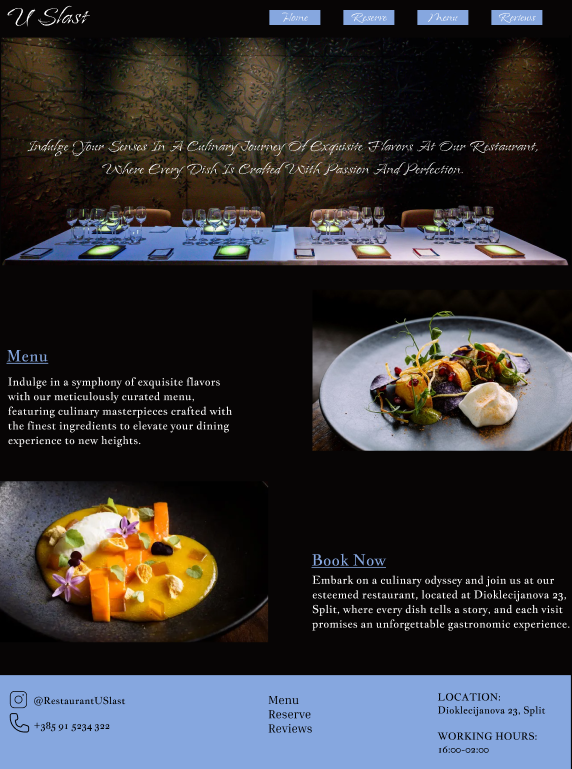 U Slast
Home Reserve Menu Reviews
Indulge Your Senses In A Culinary Journey Of Exquisite Flavors At Our Restaurant,
Where Every Dish Is Crafted With Passion And Perfection.
Menu
Indulge in a symphony of exquisite flavors
with our meticulously curated menu,
featuring culinary masterpieces crafted with
the finest ingredients to elevate your dining
experience to new heights.
Book Now
Embark on a culinary odyssey and join us at our
esteemed restaurant, located at Dioklecijanova 23,
Split, where every dish tells a story, and each visit
promises an unforgettable gastronomic experience.
@RestaurantUSlast
+385 91 5234 322
Menu
Reserve
Reviews
LOCATION:
Dioklecijanova 23, Split
WORKING HOURS:
16:00-02:00